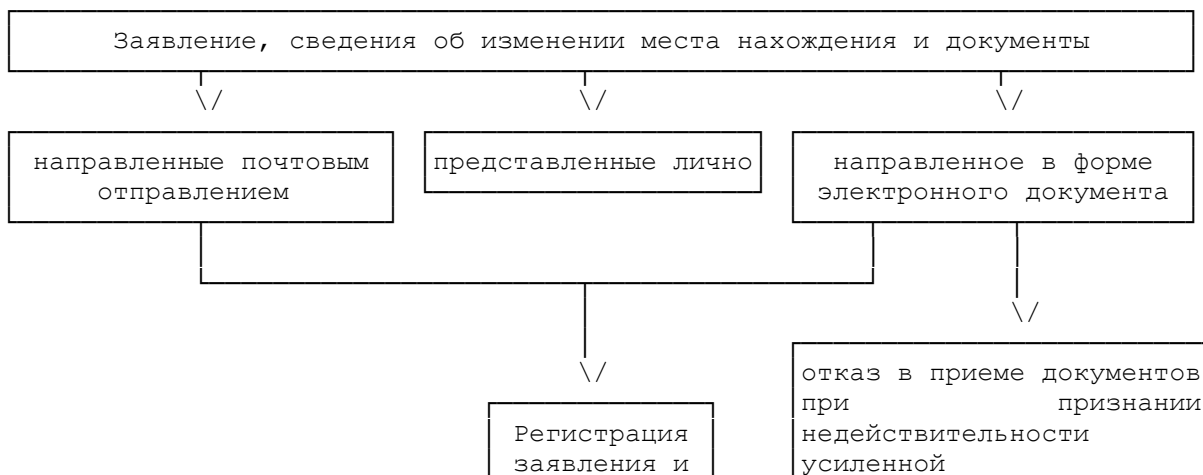 Заявление, сведения об изменении места нахождения и документы
направленные почтовым
отправлением
представленные лично
направленное в форме
электронного документа
Регистрация
заявления и
отказ в приеме документов
при признании
недействительности
усиленной